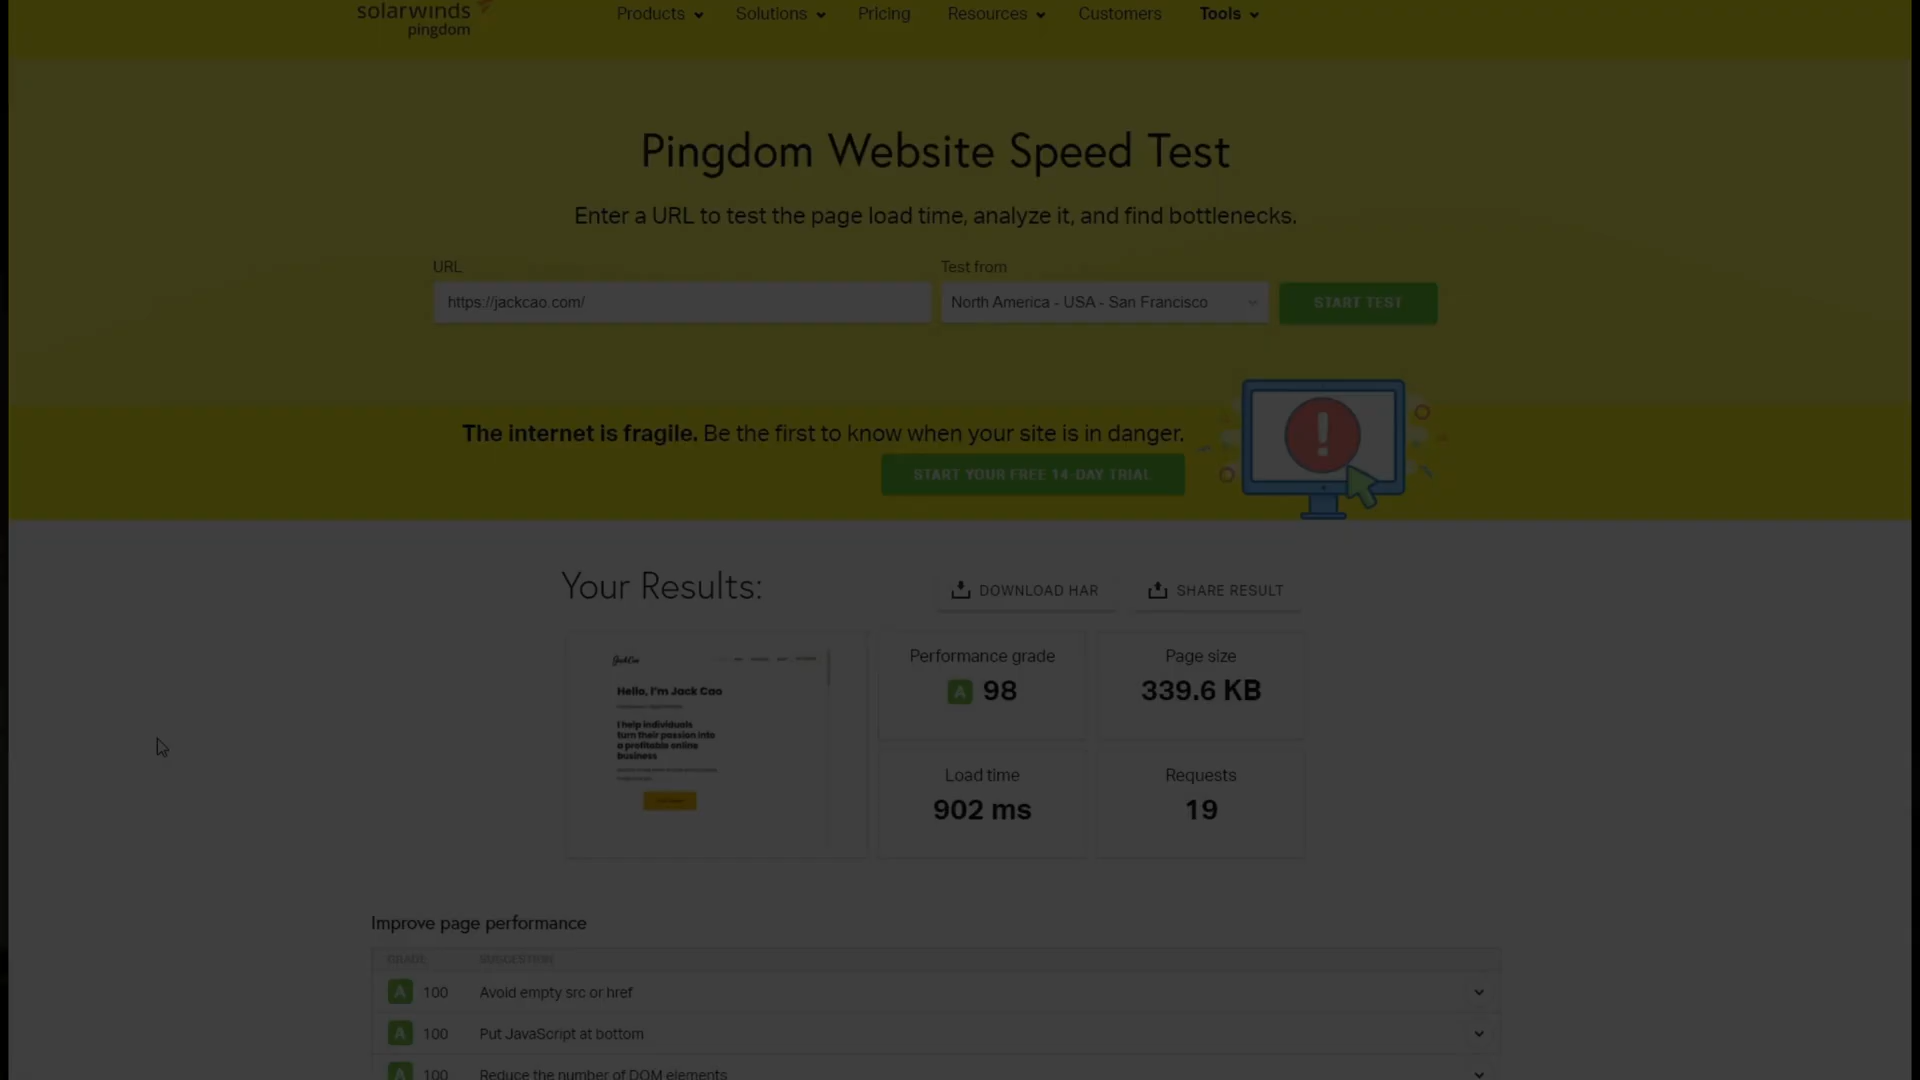 solarwinds
pingdom
Products
Solutions
Pricing
Resources
Customers
Tools
Pingdom Website Speed Test
Enter a URL to test the page load time, analyze it, and find bottlenecks.
URL
Test from
https://jackcao.com/
North America - USA - San Francisco
START TEST
The internet is fragile. Be the first to know when your site is in danger.
START YOUR FREE 14-DAY TRIAL
Your Results:
DOWNLOAD HAR
SHARE RESULT
JackCao
Hello, I'm Jack Cao
I help individuals
turn their passion into
a profitable online
business
Performance grade
A 98
Page size
339.6 KB
Load time
902 ms
Requests
19
Improve page performance
GRADE
SUGGESTION
A 100 Avoid empty src or href
A 100 Put JavaScript at bottom
A 100 Reduce the number of DOM elements